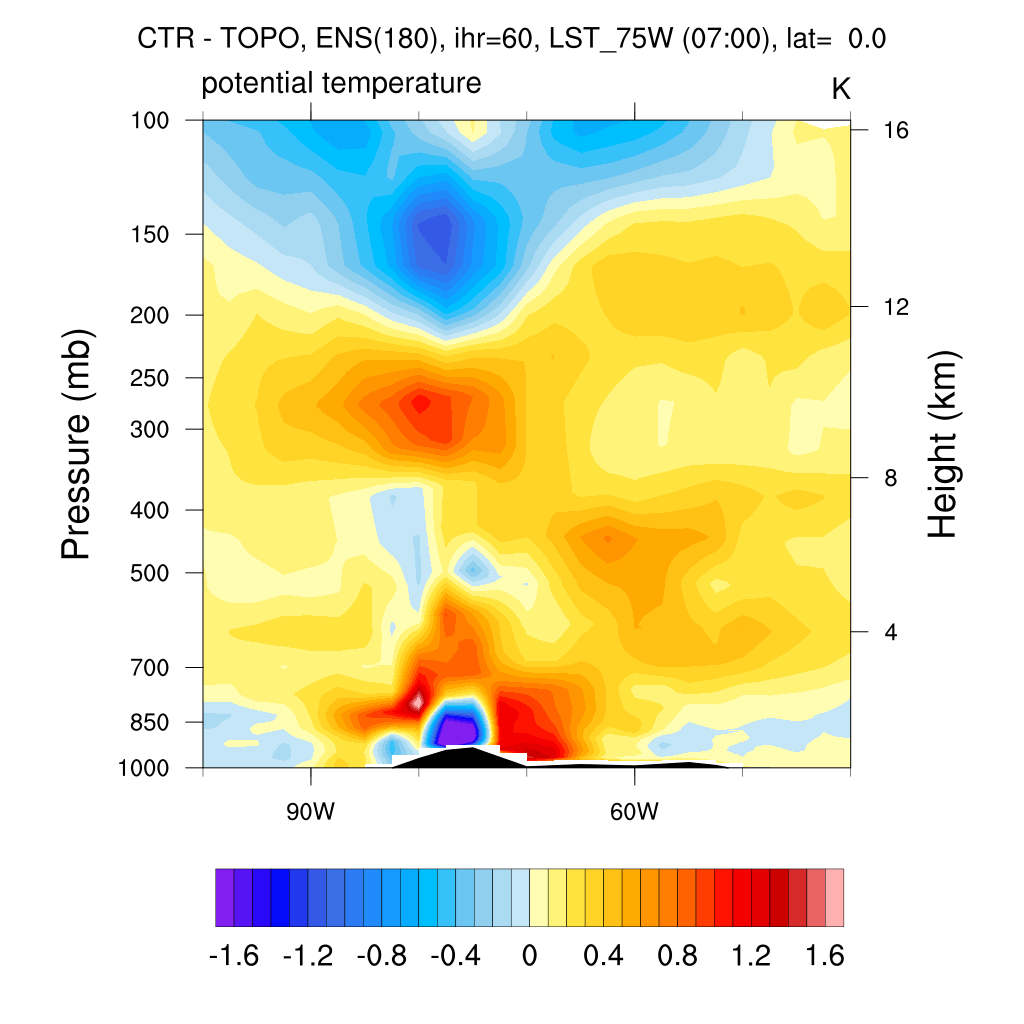 CTR - TOPO, ENS(180), ihr=60, LST_75W (07:00), lat=  0.0
potential temperature K
100
150
200
250
300
400
500
700
850
1000
Pressure (mb)
16
12
8
4
Height (km)
90W 60W
-1.6 -1.2 -0.8 -0.4 0 0.4 0.8 1.2 1.6